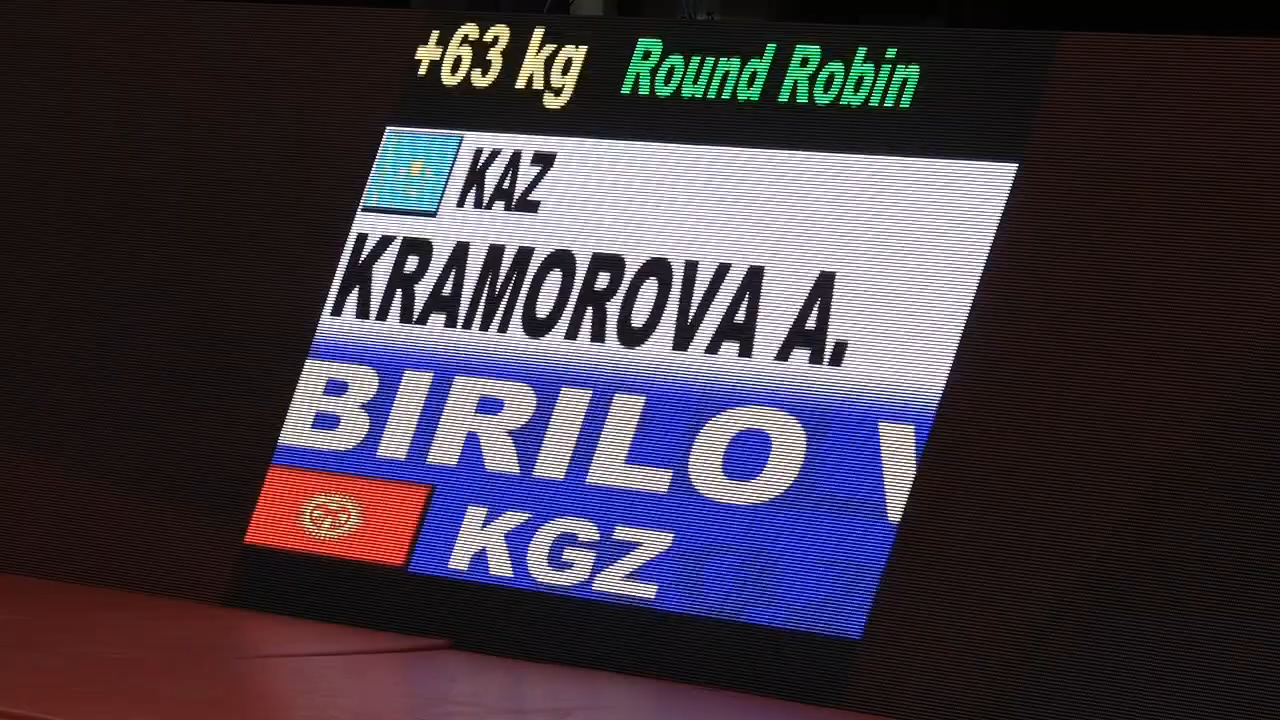 +63 kg Round Robin
KAZ
KRAMOROVA A.
BIRILO V
KGZ